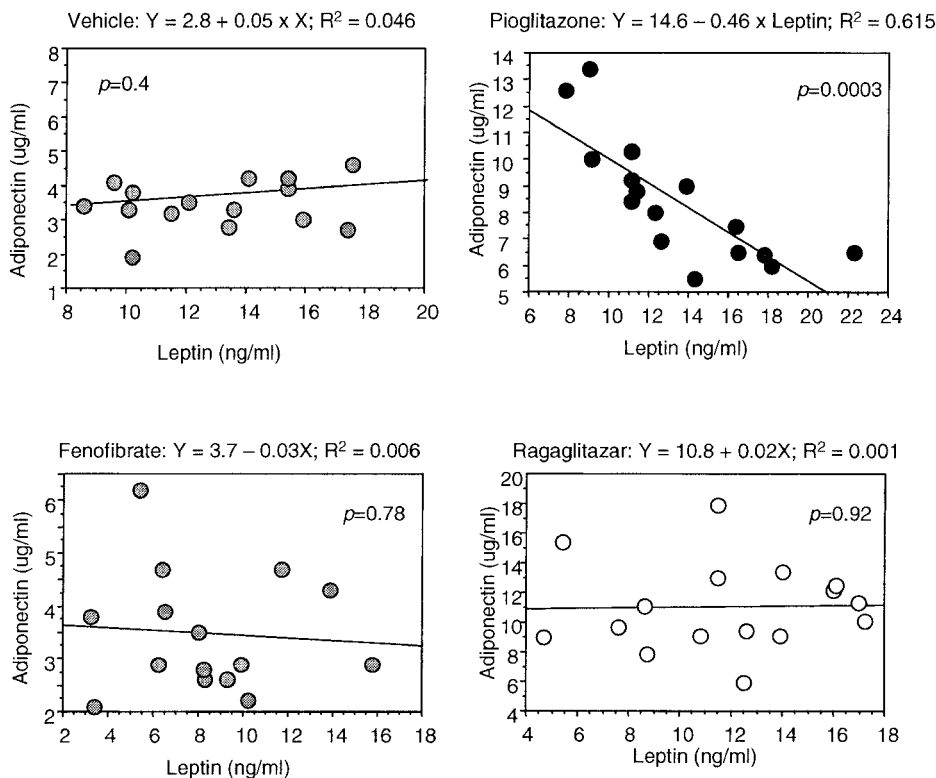 Vehicle: Y = 2.8 + 0.05 x X; R² = 0.046
p=0.4
Adiponectin (ug/ml)
8
7
6
5
4
3
2
1
8 10 12 14 16 18 20
Leptin (ng/ml)
Pioglitazone: Y = 14.6 – 0.46 x Leptin; R² = 0.615
p=0.0003
Adiponectin (ug/ml)
14
13
12
11
10
9
8
7
6
5
6 8 10 12 14 16 18 20 22 24
Leptin (ng/ml)
Fenofibrate: Y = 3.7 – 0.03X; R² = 0.006
p=0.78
Adiponectin (ug/ml)
6
5
4
3
2
2 4 6 8 10 12 14 16 18
Leptin (ng/ml)
Ragaglitazar: Y = 10.8 + 0.02X; R² = 0.001
p=0.92
Adiponectin (ug/ml)
20
18
16
14
12
10
8
6
4
4 6 8 10 12 14 16 18
Leptin (ng/ml)